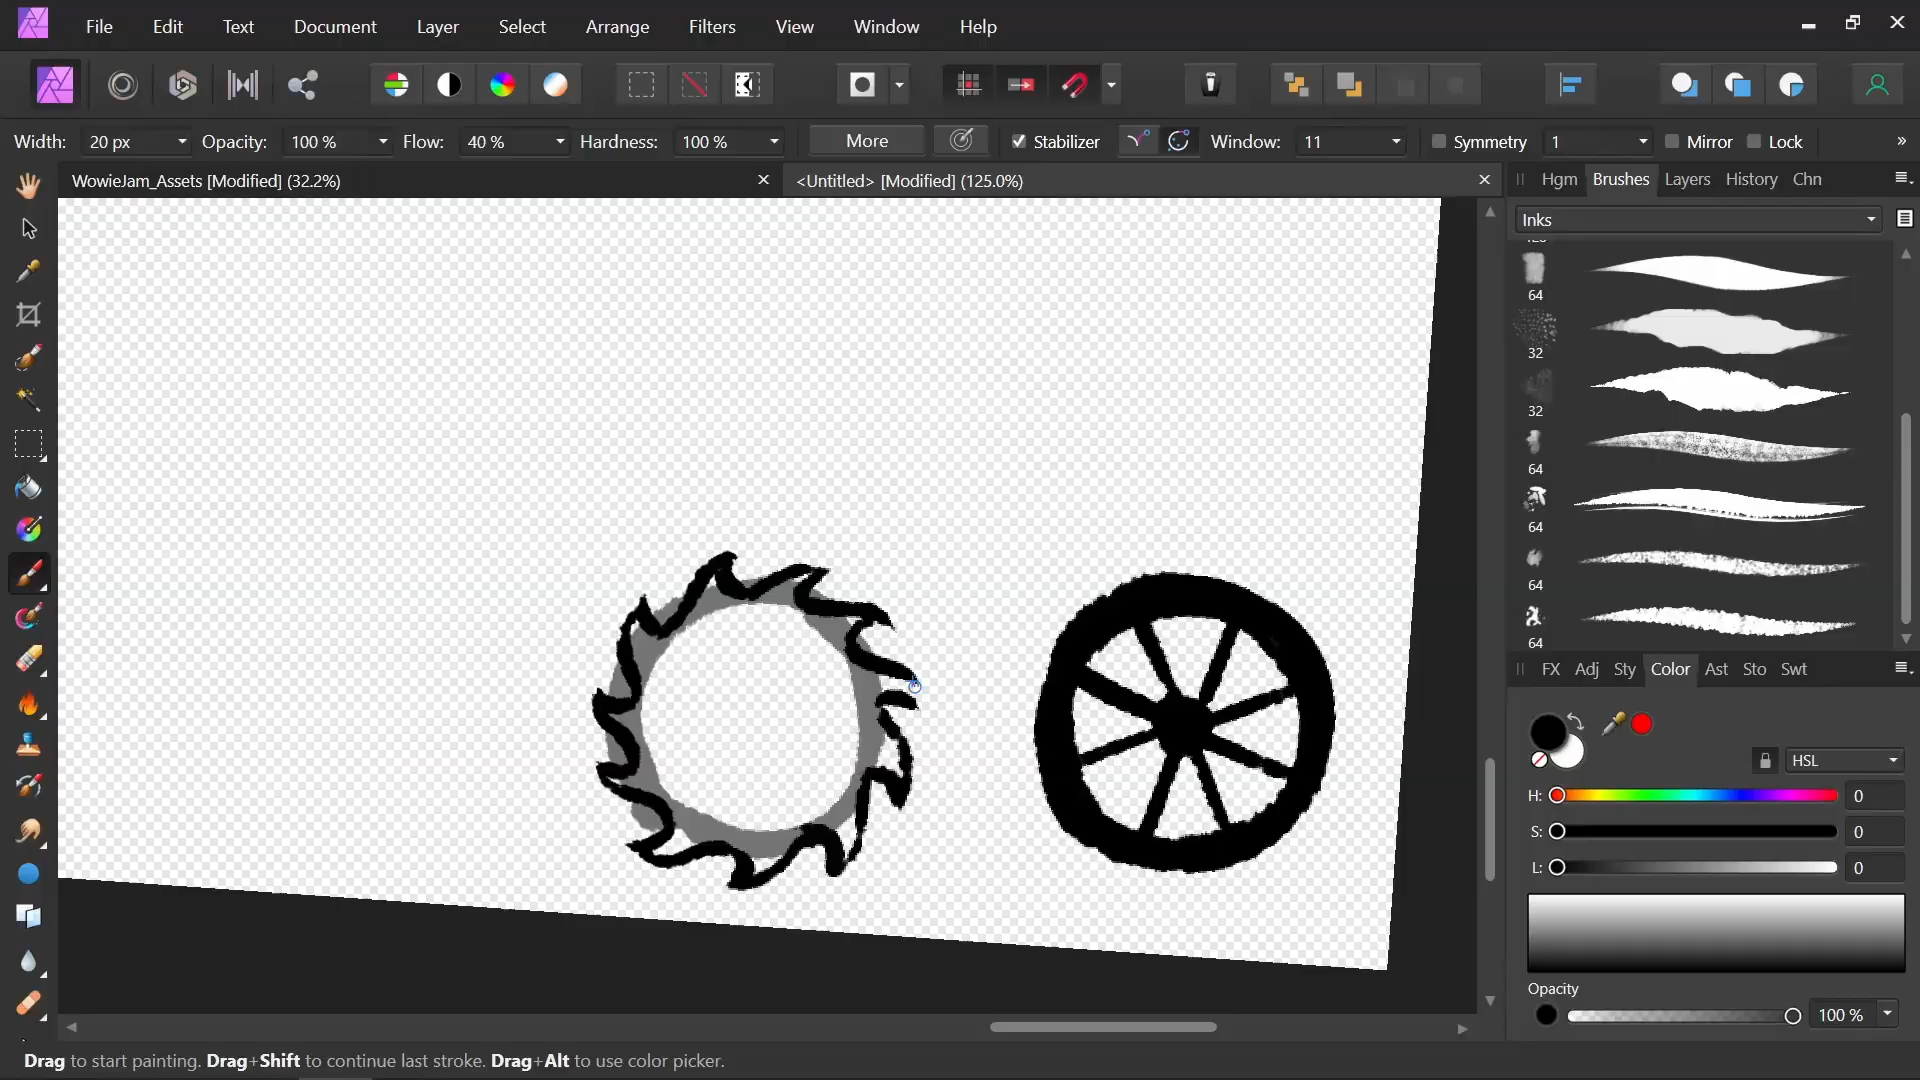 File Edit Text Document Layer Select Arrange Filters View Window Help
Width: 20 px Opacity: 100 % Flow: 40 % Hardness: 100 % More Stabilizer Window: 11 Symmetry 1 Mirror Lock »
WowieJam_Assets [Modified] (32.2%) <Untitled> [Modified] (125.0%)
Hgm Brushes Layers History Chn
Inks
64
32
32
64
64
64
64
FX Adj Sty Color Ast Sto Swt
HSL
H: 0
S: 0
L: 0
Opacity
100 %
Drag to start painting. Drag+Shift to continue last stroke. Drag+Alt to use color picker.